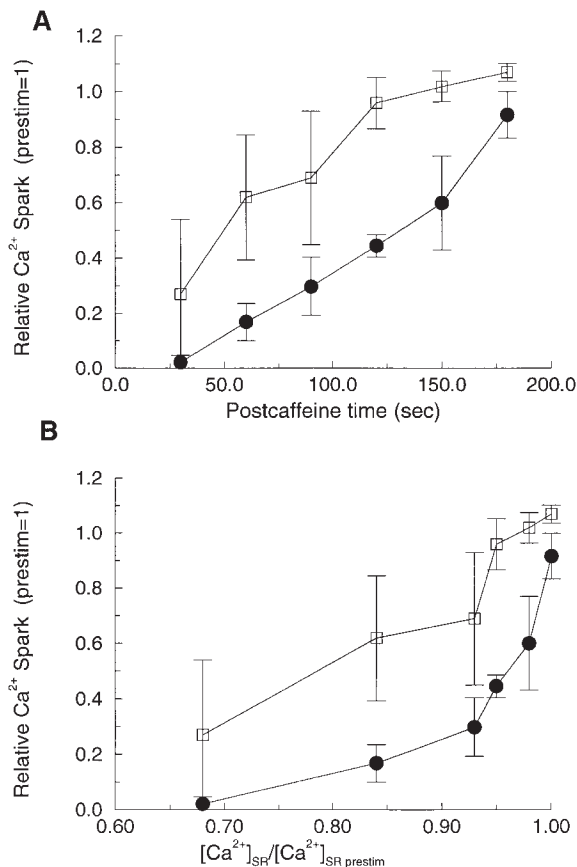 A
Relative Ca²⁺ Spark (prestim=1)
1.2
1.0
0.8
0.6
0.4
0.2
0.0
0.0 50.0 100.0 150.0 200.0
Postcaffeine time (sec)
B
Relative Ca²⁺ Spark (prestim=1)
1.2
1.0
0.8
0.6
0.4
0.2
0.0
0.60 0.70 0.80 0.90 1.00
[Ca²⁺]SR/[Ca²⁺]SR prestim